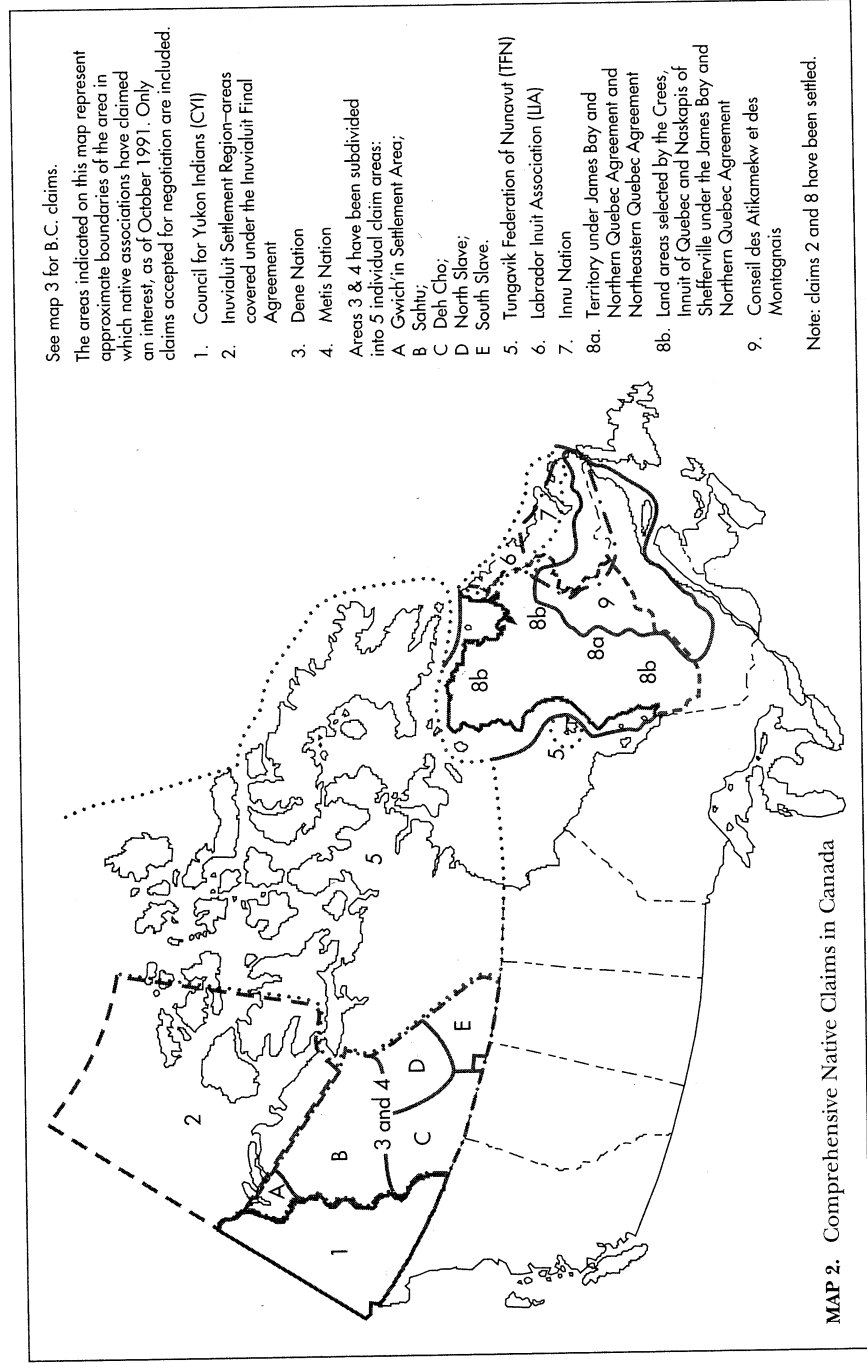 See map 3 for B.C. claims.
The areas indicated on this map represent
approximate boundaries of the area in
which native associations have claimed
an interest, as of October 1991. Only
claims accepted for negotiation are included.
1. Council for Yukon Indians (CYI)
2. Inuvialuit Settlement Region–areas
covered under the Inuvialuit Final
Agreement
3. Dene Nation
4. Metis Nation
Areas 3 & 4 have been subdivided
into 5 individual claim areas:
A Gwich'in Settlement Area;
B Sahtu;
C Deh Cho;
D North Slave;
E South Slave.
5. Tungavik Federation of Nunavut (TFN)
6. Labrador Inuit Association (LIA)
7. Innu Nation
8a. Territory under James Bay and
Northern Quebec Agreement and
Northeastern Quebec Agreement
8b. Land areas selected by the Crees,
Innuit of Quebec and Naskapis of
Shefferville under the James Bay and
Northern Quebec Agreement
9. Conseil des Atikamekw et des
Montagnais
Note: claims 2 and 8 have been settled.
2
1
A
B
3 and 4
C
D
E
5
5
6
7
8b
8b
8a
9
8b
MAP 2. Comprehensive Native Claims in Canada